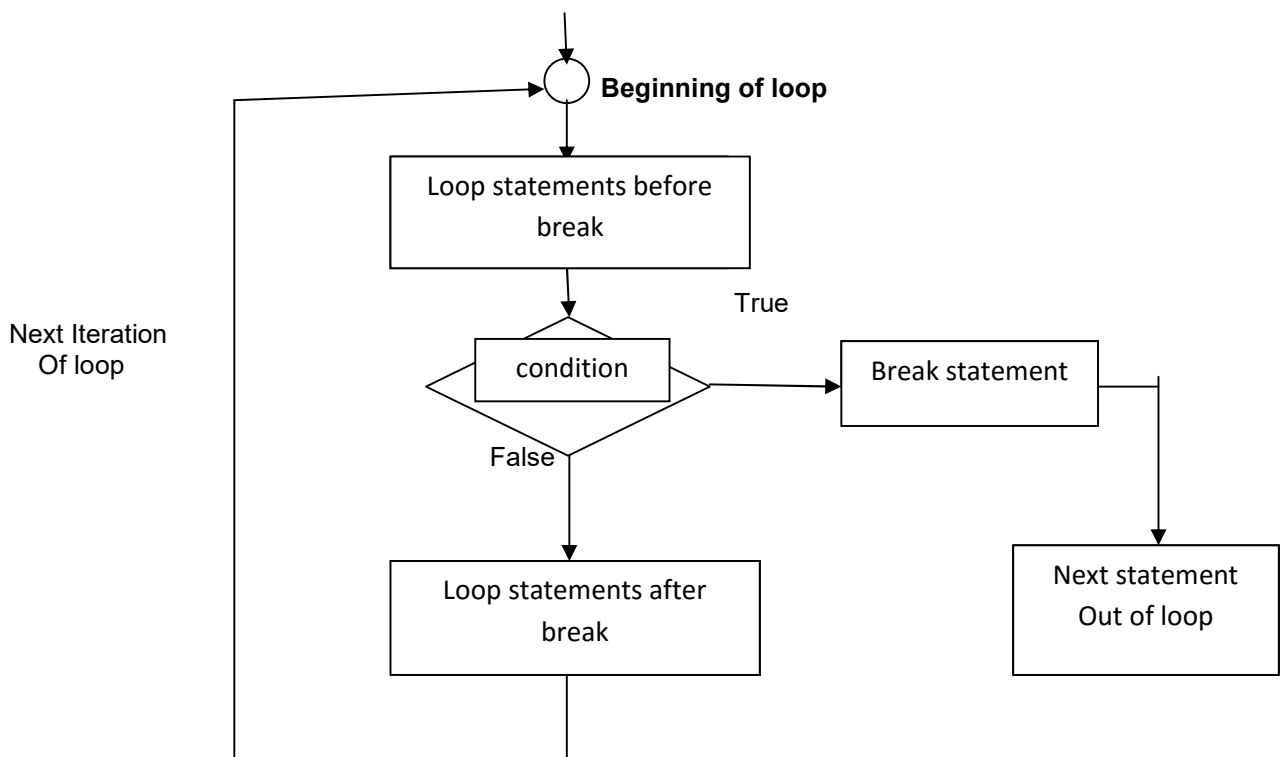 Beginning of loop
Loop statements before
break
True
Next Iteration
Of loop
condition
Break statement
False
Loop statements after
break
Next statement
Out of loop